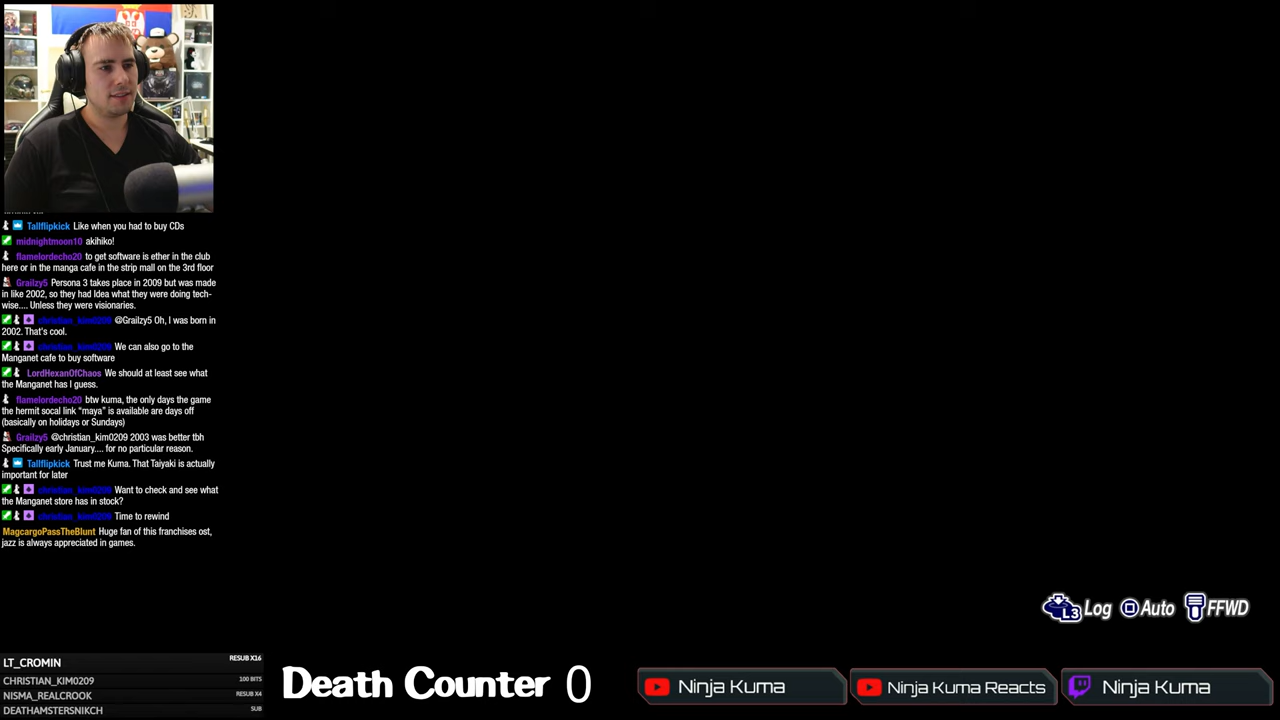 Tallflipkick Like when you had to buy CDs
midnightmoon10 akihiko!
flamelordecho20 to get software is ether in the club
here or in the manga cafe in the strip mall on the 3rd floor
Grailzy5 Persona 3 takes place in 2009 but was made
in like 2002, so they had Idea what they were doing tech-
wise.... Unless they were visionaries.
christian_kim0209 @Grailzy5 Oh, I was born in
2002. That's cool.
christian_kim0209 We can also go to the
Manganet cafe to buy software
LordHexanOfChaos We should at least see what
the Manganet has I guess.
flamelordecho20 btw kuma, the only days the game
the hermit socal link "maya" is available are days off
(basically on holidays or Sundays)
Grailzy5 @christian_kim0209 2003 was better tbh
Specifically early January.... for no particular reason.
Tallflipkick Trust me Kuma. That Taiyaki is actually
important for later
christian_kim0209 Want to check and see what
the Manganet store has in stock?
christian_kim0209 Time to rewind
MagcargoPassTheBlunt Huge fan of this franchises ost,
jazz is always appreciated in games.
L3 Log Auto FFWD
LT_CROMIN RESUB X16
CHRISTIAN_KIM0209 100 BITS
NISMA_REALCROOK RESUB X4
DEATHAMSTERSNIKCH SUB
Death Counter 0
Ninja Kuma
Ninja Kuma Reacts
Ninja Kuma